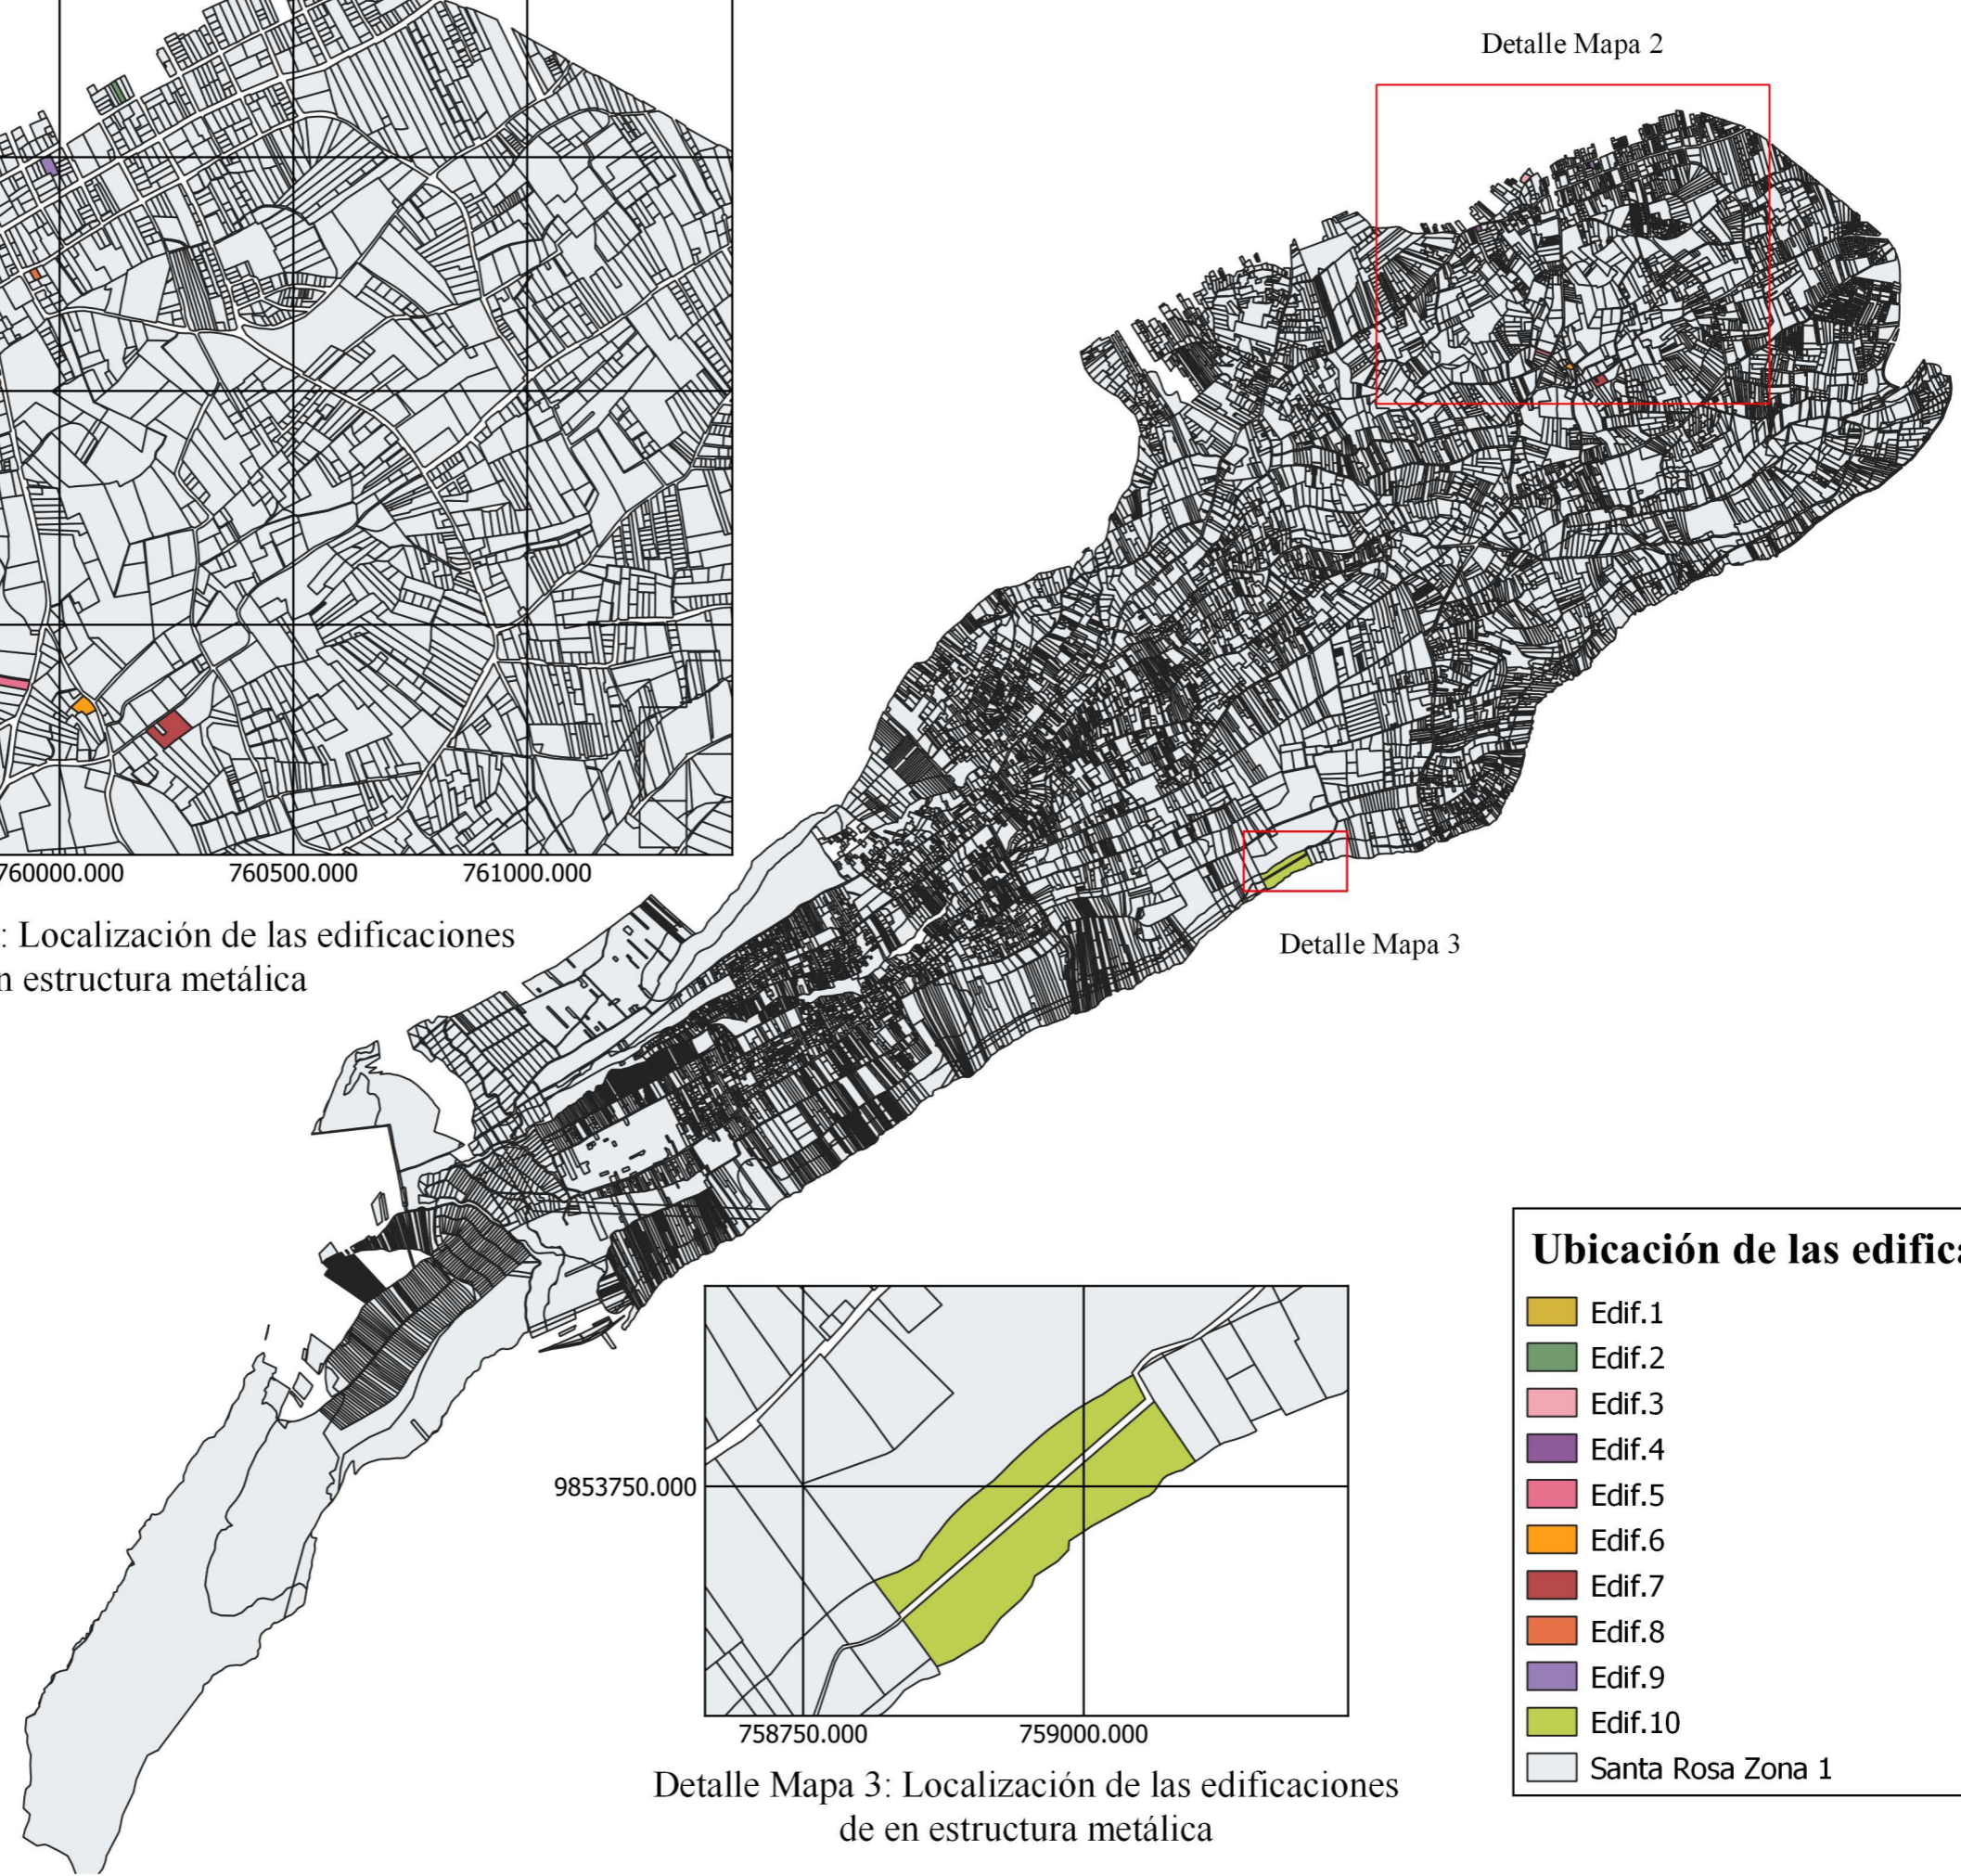 Detalle Mapa 2
760000.000
760500.000
761000.000
: Localización de las edificaciones
n estructura metálica
Detalle Mapa 3
9853750.000
758750.000
759000.000
Detalle Mapa 3: Localización de las edificaciones
de en estructura metálica
Ubicación de las edific
Edif.1
Edif.2
Edif.3
Edif.4
Edif.5
Edif.6
Edif.7
Edif.8
Edif.9
Edif.10
Santa Rosa Zona 1